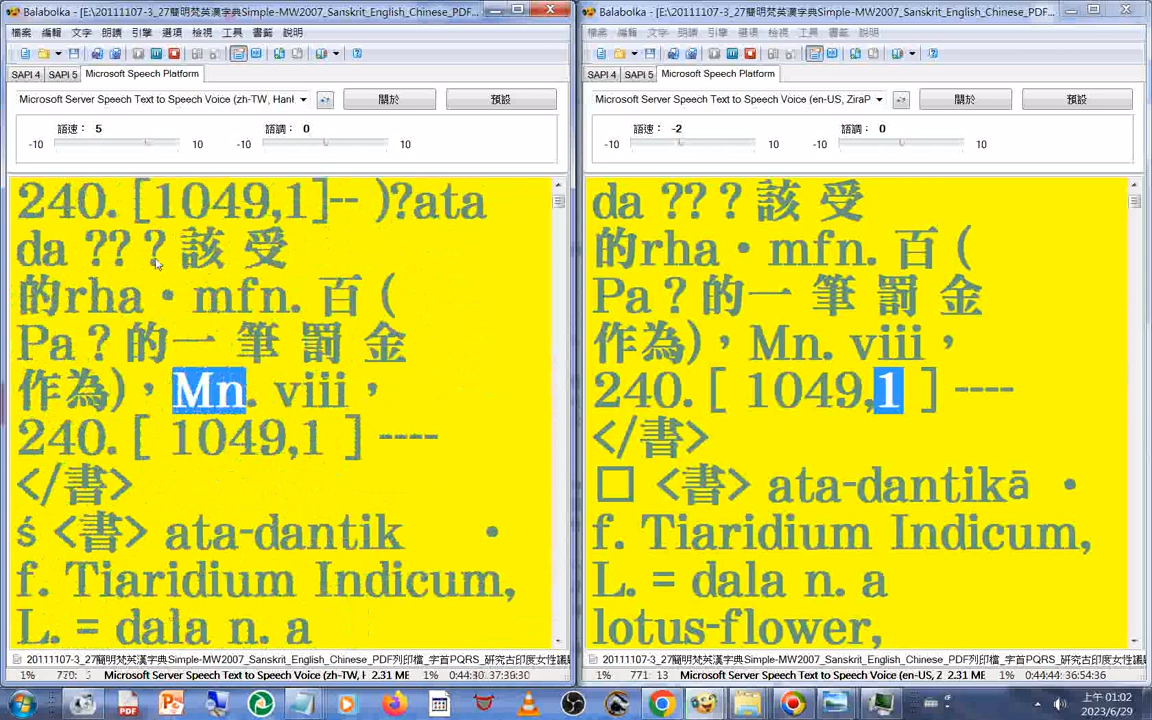 Balabolka - [E:\20111107-3_27簡明梵英漢字典Simple-MW2007_Sanskrit_English_Chinese_PDF...
檔案 編輯 文字 朗讀 引擎 選項 檢視 工具 書籤 說明
SAPI 4 SAPI 5 Microsoft Speech Platform
Microsoft Server Speech Text to Speech Voice (zh-TW, HanH
關於 預設
語速： 5 語調： 0
-10 10 -10 10
240. [1049,1]-- )?ata
da ??？該 受
的rha・mfn. 百（
Pa？的一 筆 罰 金
作為)，Mn. viii，
240. [ 1049,1 ] ----
</書>
ś <書> ata-dantik •
f. Tiaridium Indicum,
L. = dala n. a
20111107-3_27簡明梵英漢字典Simple-MW2007_Sanskrit_English_Chinese_PDF列印檔_字首PQRS_研究古印度女性議
1% 770: Microsoft Server Speech Text to Speech Voice (zh-TW, H 2.31 ME 1% 0:44:30
Balabolka - [E:\20111107-3_27簡明梵英漢字典Simple-MW2007_Sanskrit_English_Chinese_PDF...
檔案 編輯 文字 朗讀 引擎 選項 檢視 工具 書籤 說明
SAPI 4 SAPI 5 Microsoft Speech Platform
Microsoft Server Speech Text to Speech Voice (en-US, ZiraP
關於 預設
語速： -2 語調： 0
-10 10 -10 10
da ??？該 受
的rha・mfn. 百（
Pa？的一 筆 罰 金
作為)，Mn. viii，
240. [ 1049,1 ] ----
</書>
□ <書> ata-dantikā •
f. Tiaridium Indicum,
L. = dala n. a
lotus-flower,
20111107-3_27簡明梵英漢字典Simple-MW2007_Sanskrit_English_Chinese_PDF列印檔_字首PQRS_研究古印度女性議
1% 771: 13 Microsoft Server Speech Text to Speech Voice (en-US, Z 2.31 ME 1% 0:44:44
上午 01:02
2023/6/29